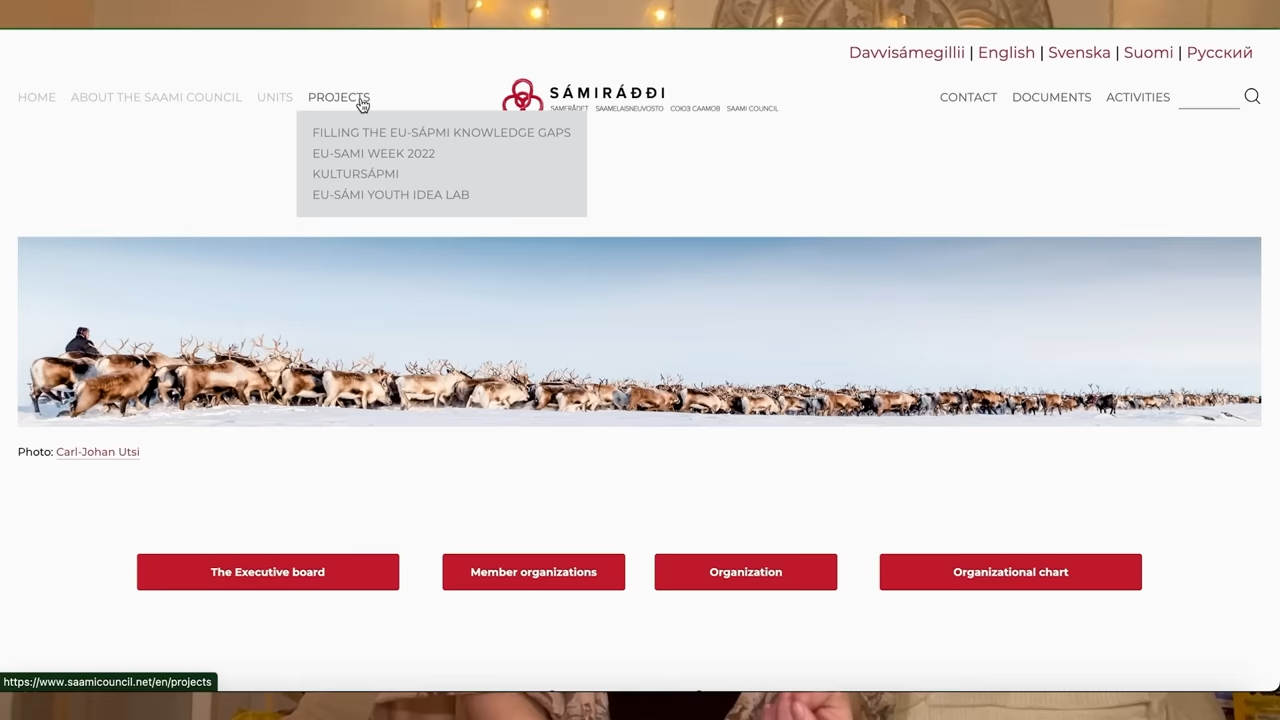 Davvisámegillii | English | Svenska | Suomi | Русский
HOME ABOUT THE SAAMI COUNCIL UNITS PROJECTS
SÁMIRÁĐĐI
SAMERÅDET SAAMELAISNEUVOSTO СОЮЗ СААМОВ SAAMI COUNCIL
CONTACT DOCUMENTS ACTIVITIES
FILLING THE EU-SÁPMI KNOWLEDGE GAPS
EU-SAMI WEEK 2022
KULTURSÁPMI
EU-SÁMI YOUTH IDEA LAB
Photo: Carl-Johan Utsi
The Executive board Member organizations Organization Organizational chart
https://www.saamicouncil.net/en/projects